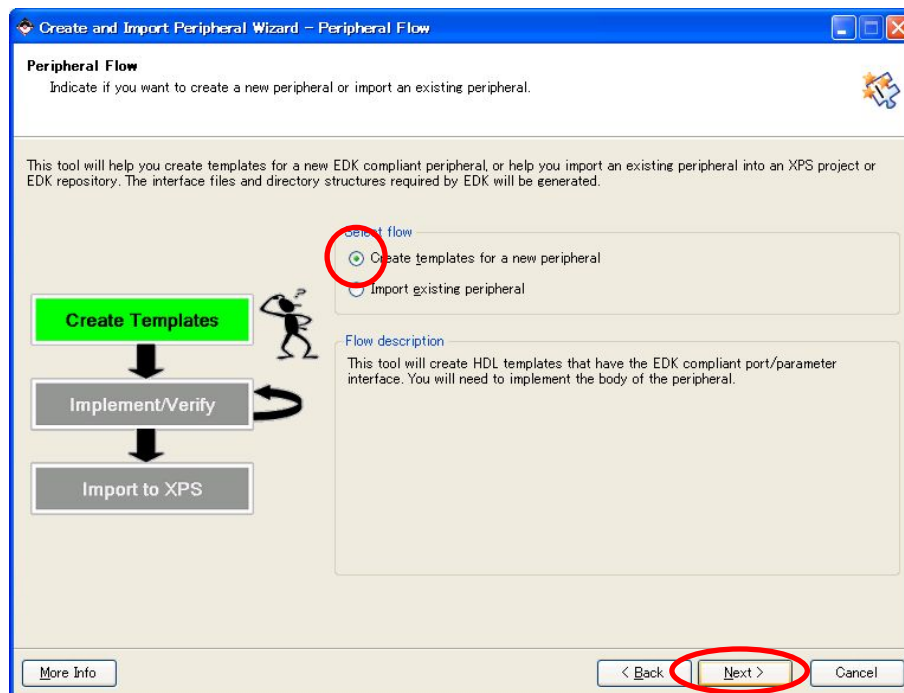 Create and Import Peripheral Wizard - Peripheral Flow
Peripheral Flow
Indicate if you want to create a new peripheral or import an existing peripheral.
This tool will help you create templates for a new EDK compliant peripheral, or help you import an existing peripheral into an XPS project or
EDK repository. The interface files and directory structures required by EDK will be generated.
Select flow
Create templates for a new peripheral
Import existing peripheral
Create Templates
Implement/Verify
Import to XPS
Flow description
This tool will create HDL templates that have the EDK compliant port/parameter
interface. You will need to implement the body of the peripheral.
More Info
< Back
Next >
Cancel